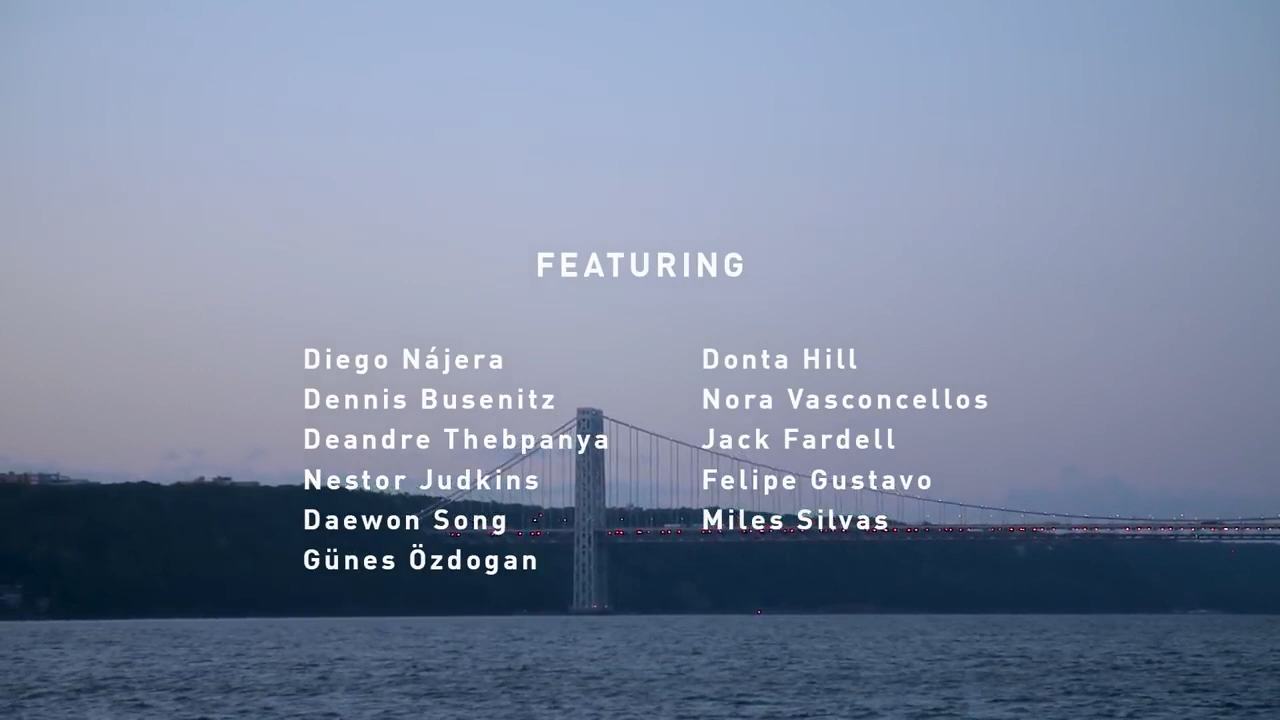 FEATURING
Diego Nájera
Dennis Busenitz
Deandre Thebpanya
Nestor Judkins
Daewon Song
Günes Özdogan
Donta Hill
Nora Vasconcellos
Jack Fardell
Felipe Gustavo
Miles Silvas